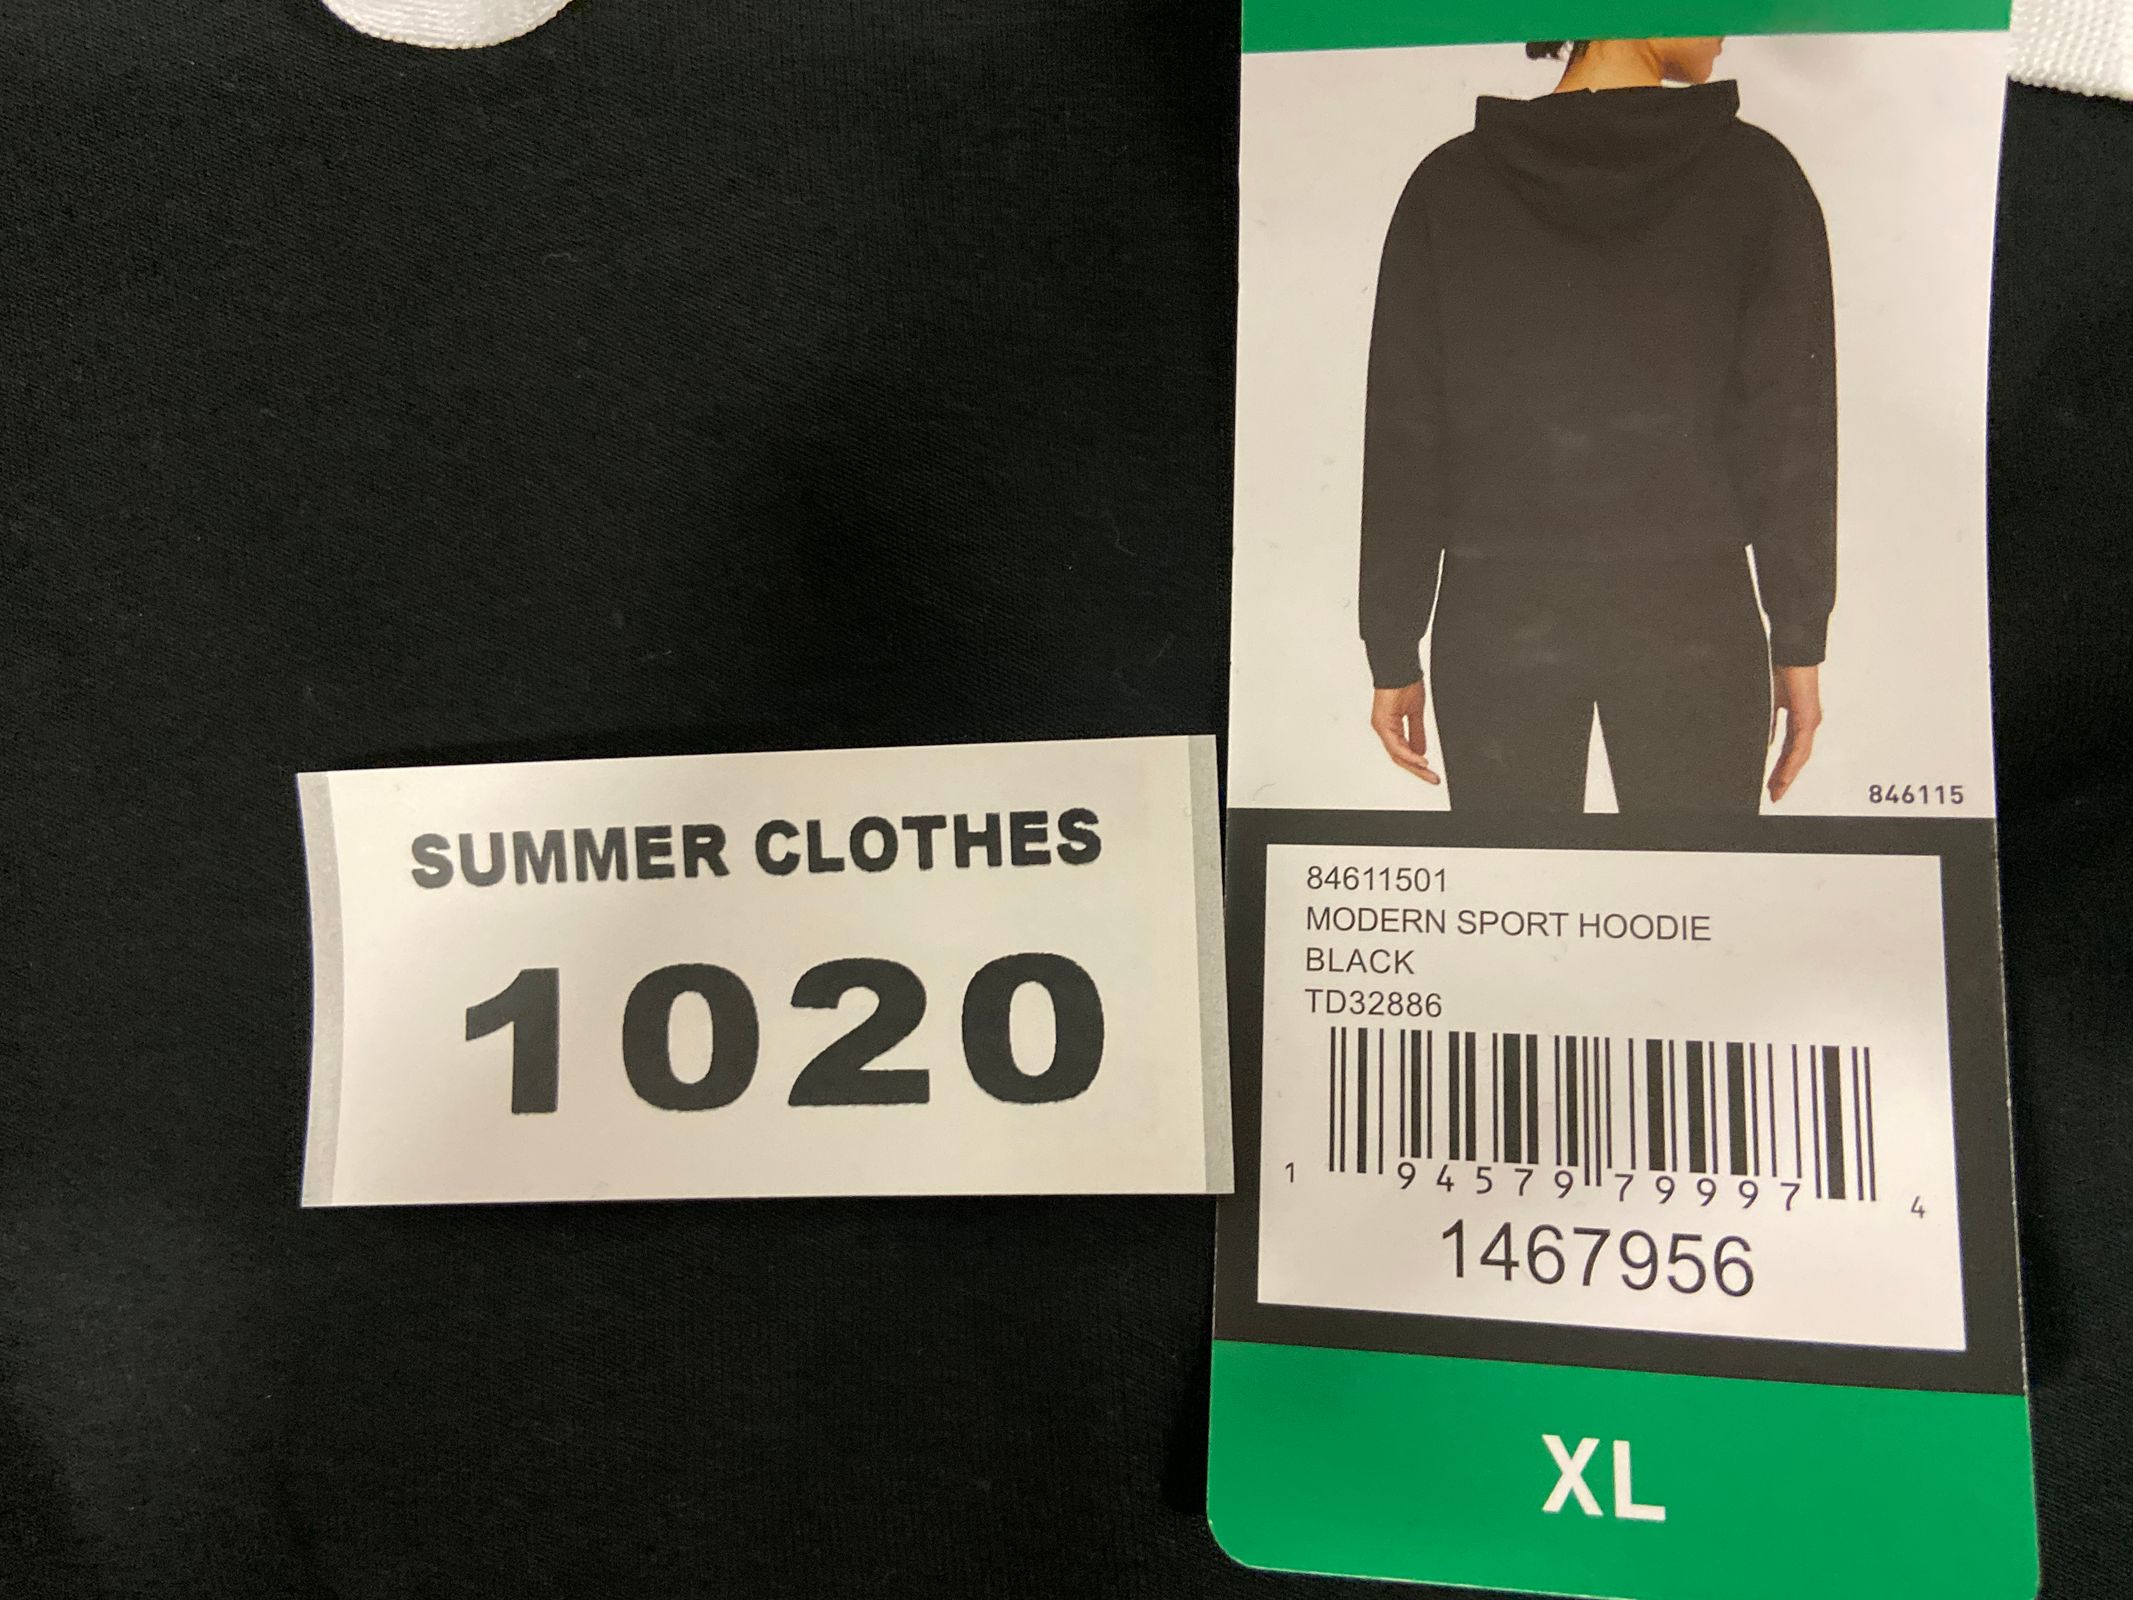 SUMMER CLOTHES
1020
846115
84611501
MODERN SPORT HOODIE
BLACK
TD32886
1 94579 79997 4
1467956
XL